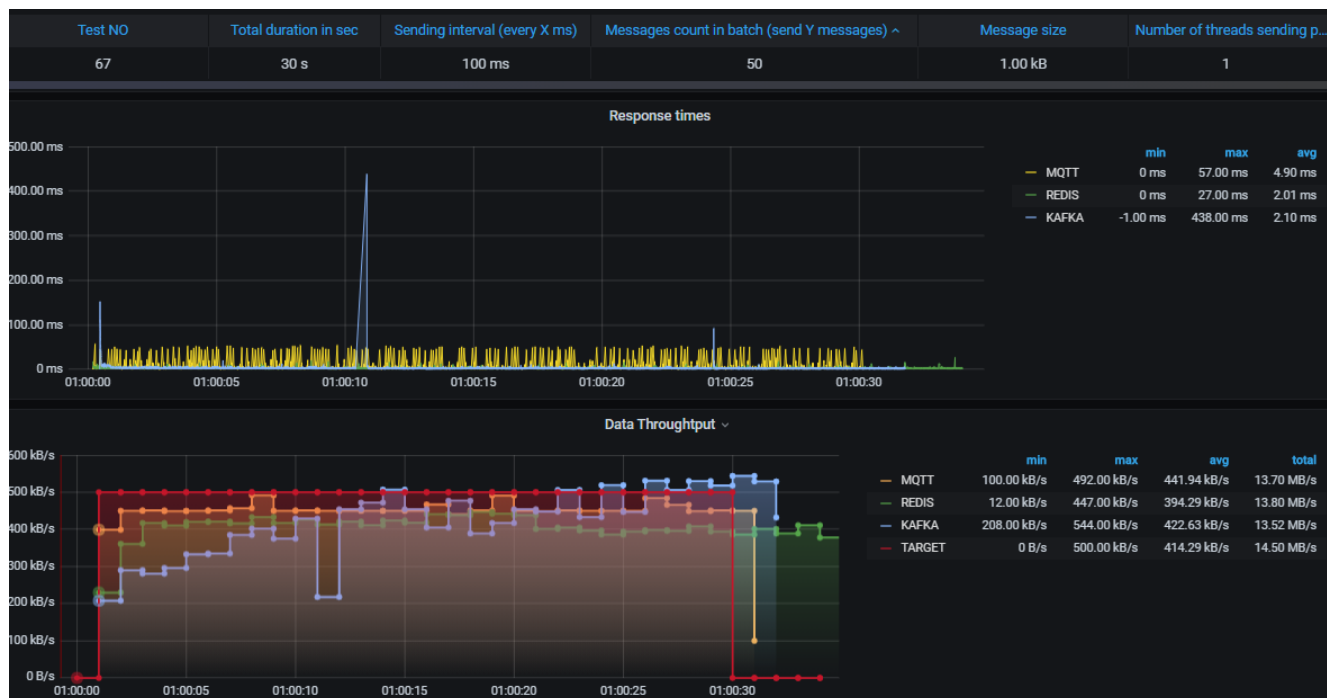 Test NO Total duration in sec Sending interval (every X ms) Messages count in batch (send Y messages) Message size Number of threads sending p...
67 30 s 100 ms 50 1.00 kB 1
Response times
500.00 ms
400.00 ms
300.00 ms
200.00 ms
100.00 ms
0 ms
01:00:00 01:00:05 01:00:10 01:00:15 01:00:20 01:00:25 01:00:30
min max avg
MQTT 0 ms 57.00 ms 4.90 ms
REDIS 0 ms 27.00 ms 2.01 ms
KAFKA -1.00 ms 438.00 ms 2.10 ms
Data Throughtput
600 kB/s
500 kB/s
400 kB/s
300 kB/s
200 kB/s
100 kB/s
0 B/s
01:00:00 01:00:05 01:00:10 01:00:15 01:00:20 01:00:25 01:00:30
min max avg total
MQTT 100.00 kB/s 492.00 kB/s 441.94 kB/s 13.70 MB/s
REDIS 12.00 kB/s 447.00 kB/s 394.29 kB/s 13.80 MB/s
KAFKA 208.00 kB/s 544.00 kB/s 422.63 kB/s 13.52 MB/s
TARGET 0 B/s 500.00 kB/s 414.29 kB/s 14.50 MB/s